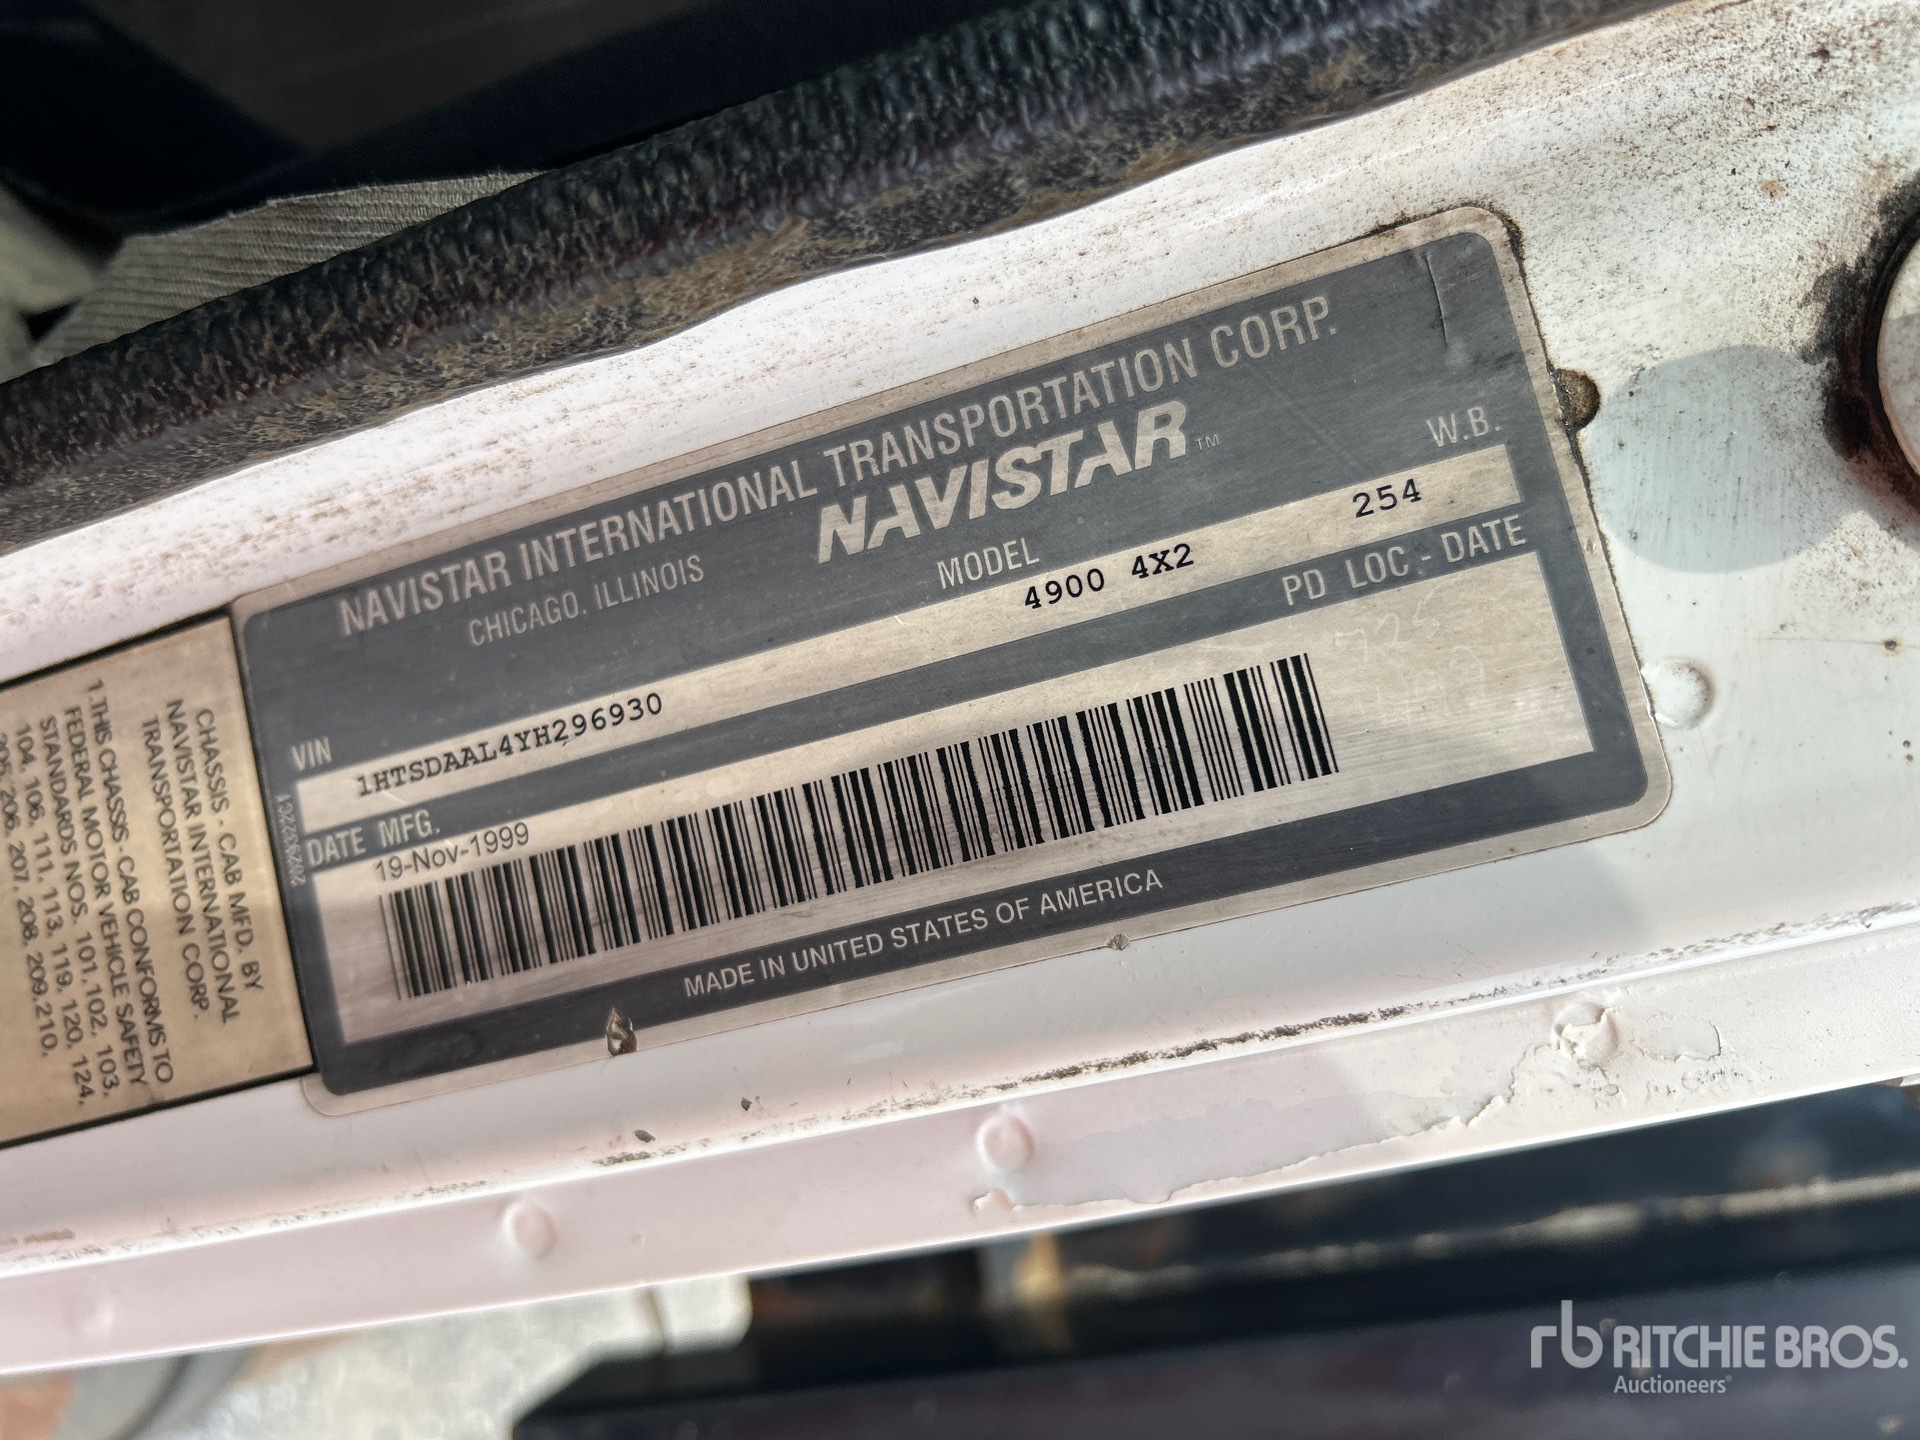 NAVISTAR INTERNATIONAL TRANSPORTATION CORP.
CHICAGO, ILLINOIS
NAVISTAR™
VIN
MODEL
W.B.
1HTSDAAL4YH296930
4900 4X2
254
DATE MFG.
PD LOC - DATE
19-Nov-1999
MADE IN UNITED STATES OF AMERICA
CHASSIS - CAB MFD. BY
NAVISTAR INTERNATIONAL
TRANSPORTATION CORP.
1. THIS CHASSIS - CAB CONFORMS TO
FEDERAL MOTOR VEHICLE SAFETY
STANDARDS NOS. 101, 102, 103,
104, 106, 111, 113, 119, 120, 124,
205, 206, 207, 208, 209, 210,
rb RITCHIE BROS.
Auctioneers